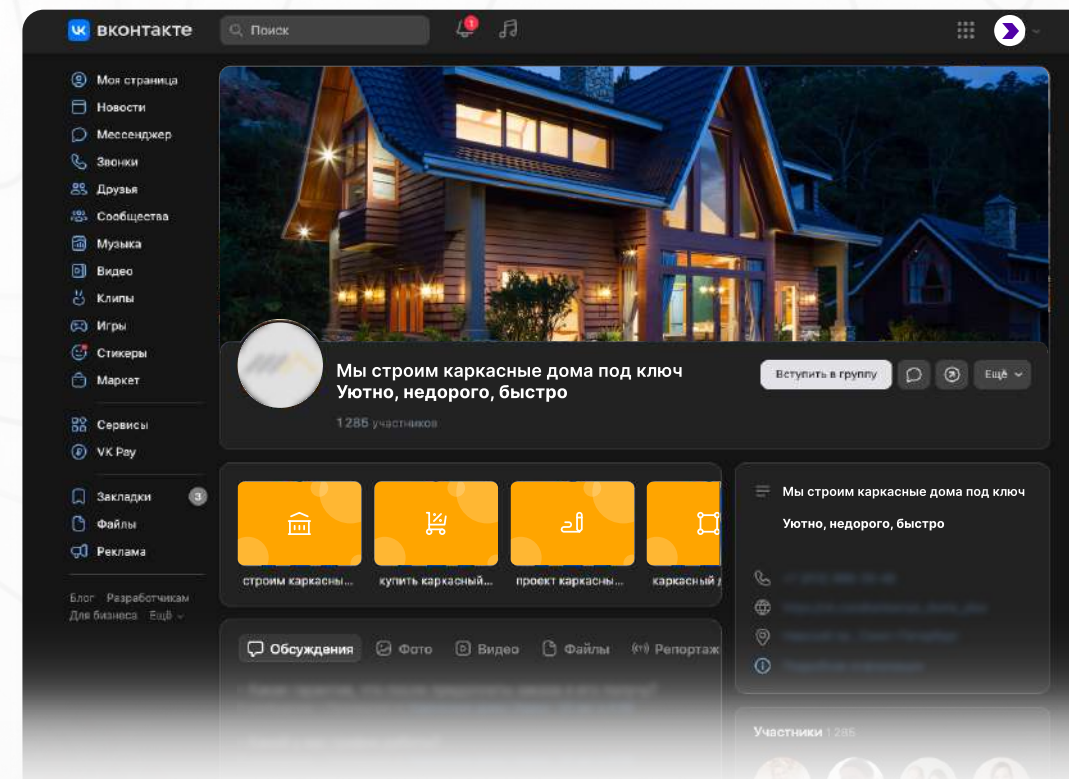 вконтакте
Поиск
1
Моя страница
Новости
Мессенджер
Звонки
Друзья
Сообщества
Музыка
Видео
Клипы
Игры
Стикеры
Маркет
Сервисы
VK Pay
Закладки 3
Файлы
Реклама
Блог Разработчикам
Для бизнеса Ещё
Мы строим каркасные дома под ключ
Уютно, недорого, быстро
1 285 участников
Вступить в группу
Ещё
строим каркасны...
купить каркасный...
проект каркасны...
каркасный
Обсуждения Фото Видео Файлы Репортаж
Мы строим каркасные дома под ключ
Уютно, недорого, быстро
Участники 1 285